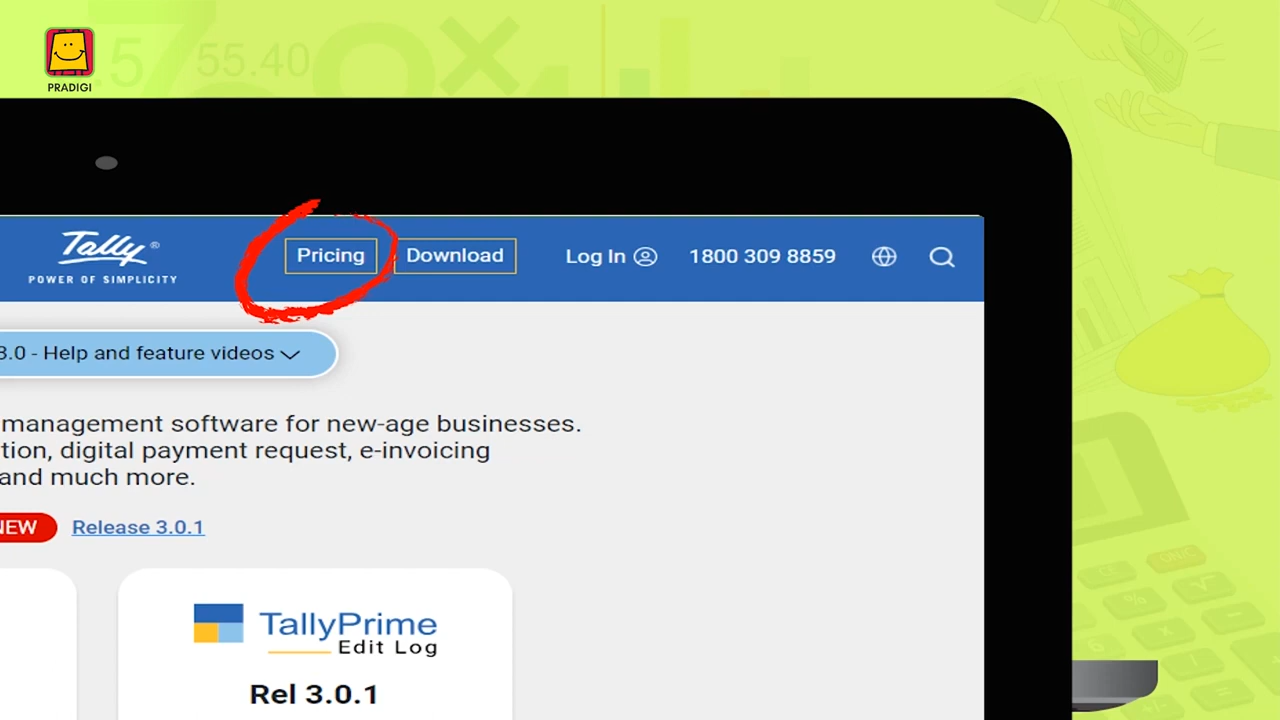 PRADIGI
55.40
Tally®
POWER OF SIMPLICITY
Pricing
Download
Log In
1800 309 8859
3.0 - Help and feature videos
management software for new-age businesses.
tion, digital payment request, e-invoicing
and much more.
NEW
Release 3.0.1
TallyPrime
Edit Log
Rel 3.0.1